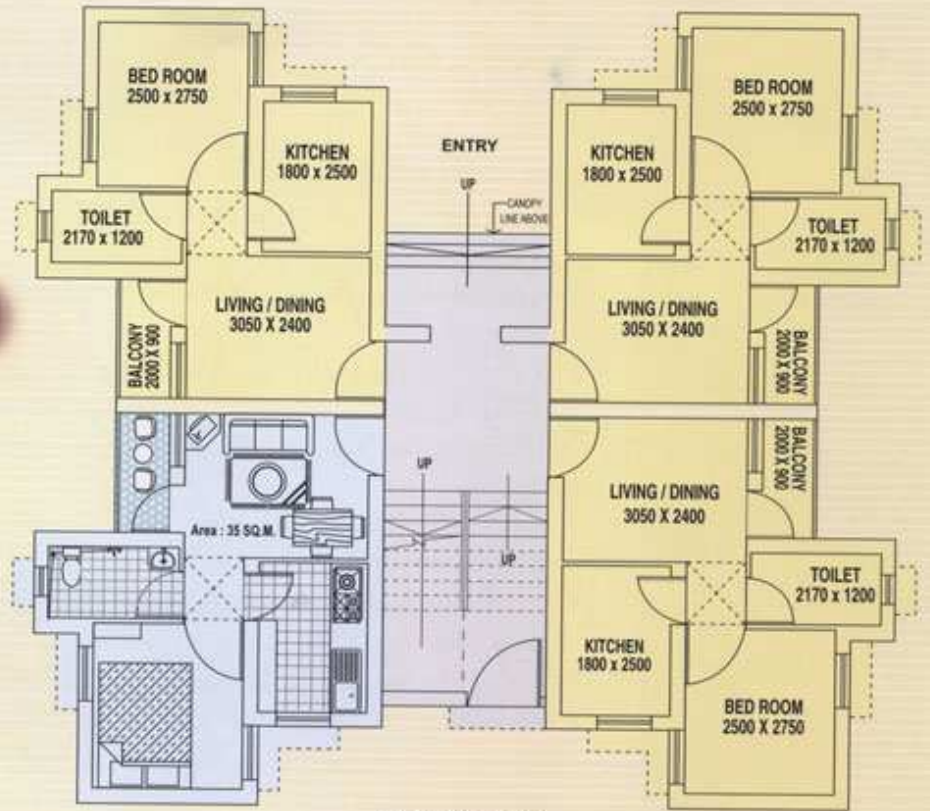 BED ROOM
2500 x 2750
KITCHEN
1800 x 2500
TOILET
2170 x 1200
LIVING / DINING
3050 X 2400
BALCONY
2000 X 900
ENTRY
UP
CANOPY
LINE ABOVE
BED ROOM
2500 x 2750
KITCHEN
1800 x 2500
TOILET
2170 x 1200
LIVING / DINING
3050 X 2400
BALCONY
2000 X 900
Area : 35 SQ.M.
UP
UP
LIVING / DINING
3050 X 2400
BALCONY
2000 X 900
TOILET
2170 x 1200
KITCHEN
1800 x 2500
BED ROOM
2500 X 2750